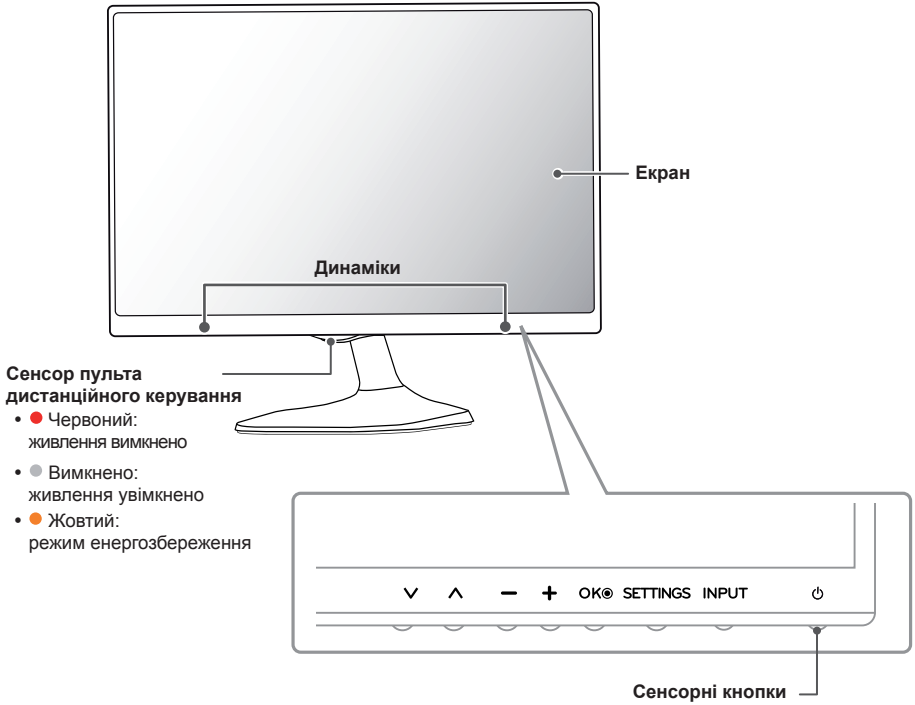 Екран
Динаміки
Сенсор пульта
дистанційного керування
• Червоний:
живлення вимкнено
• Вимкнено:
живлення увімкнено
• Жовтий:
режим енергозбереження
OK SETTINGS INPUT
Сенсорні кнопки